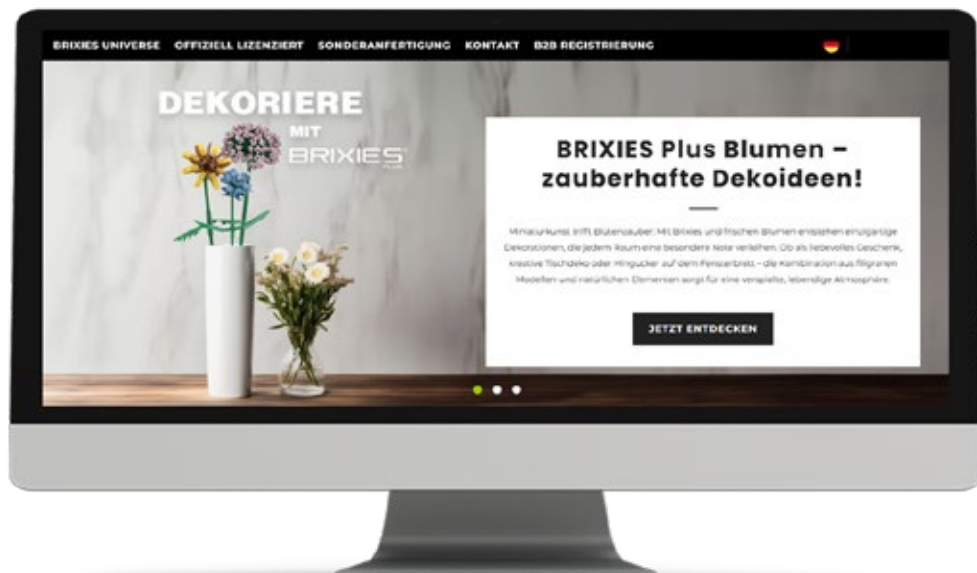 BRIXIES UNIVERSE OFFIZIELL LIZENZIERT SONDERANFERTIGUNG KONTAKT B2B REGISTRIERUNG
DEKORIERE
MIT
BRIXIES
PLUS
BRIXIES Plus Blumen –
zauberhafte Dekoideen!
Miniaturkunst trifft Blütenzauber: Mit Brixies und frischen Blumen entstehen einzigartige
Dekorationen, die jedem Raum eine besondere Note verleihen. Ob als liebevolles Geschenk,
kreative Tischdeko oder Hingucker auf dem Fensterbrett – die Kombination aus filigranen
Modellen und natürlichen Elementen sorgt für eine verspielte, lebendige Atmosphäre.
JETZT ENTDECKEN